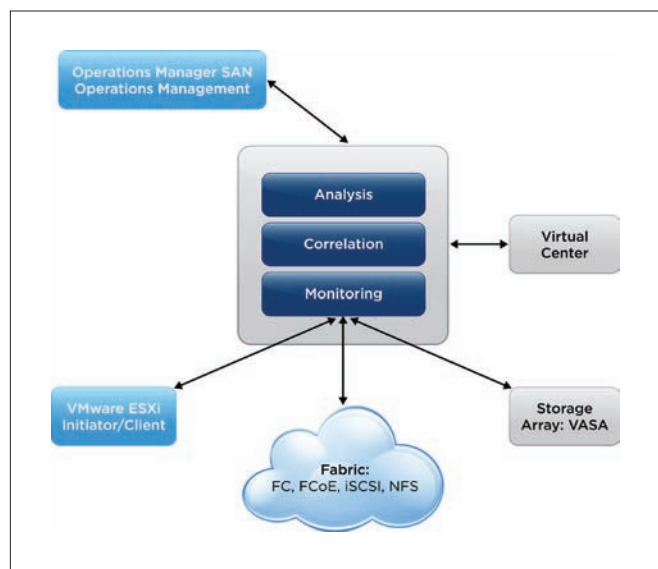 Operations Manager SAN
Operations Management
Analysis
Correlation
Monitoring
Virtual
Center
VMware ESXi
Initiator/Client
Fabric:
FC, FCoE, iSCSI, NFS
Storage
Array: VASA